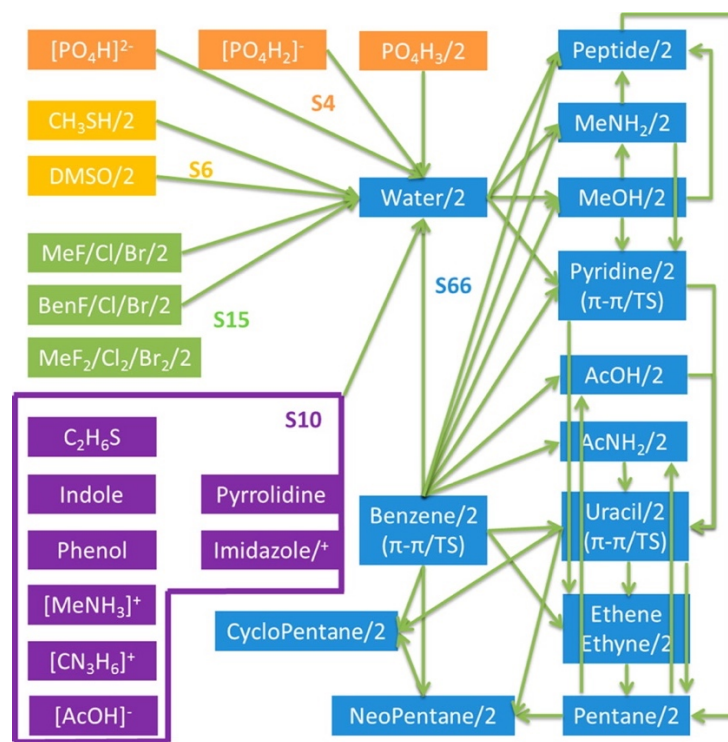 [PO₄H]²⁻
[PO₄H₂]⁻
PO₄H₃/2
S4
CH₃SH/2
DMSO/2
S6
Water/2
MeF/Cl/Br/2
BenF/Cl/Br/2
S15
MeF₂/Cl₂/Br₂/2
S66
Peptide/2
MeNH₂/2
MeOH/2
Pyridine/2
(π-π/TS)
AcOH/2
AcNH₂/2
Uracil/2
(π-π/TS)
Ethene
Ethyne/2
Pentane/2
Benzene/2
(π-π/TS)
CycloPentane/2
NeoPentane/2
S10
C₂H₆S
Indole
Pyrrolidine
Phenol
Imidazole/⁺
[MeNH₃]⁺
[CN₃H₆]⁺
[AcOH]⁻